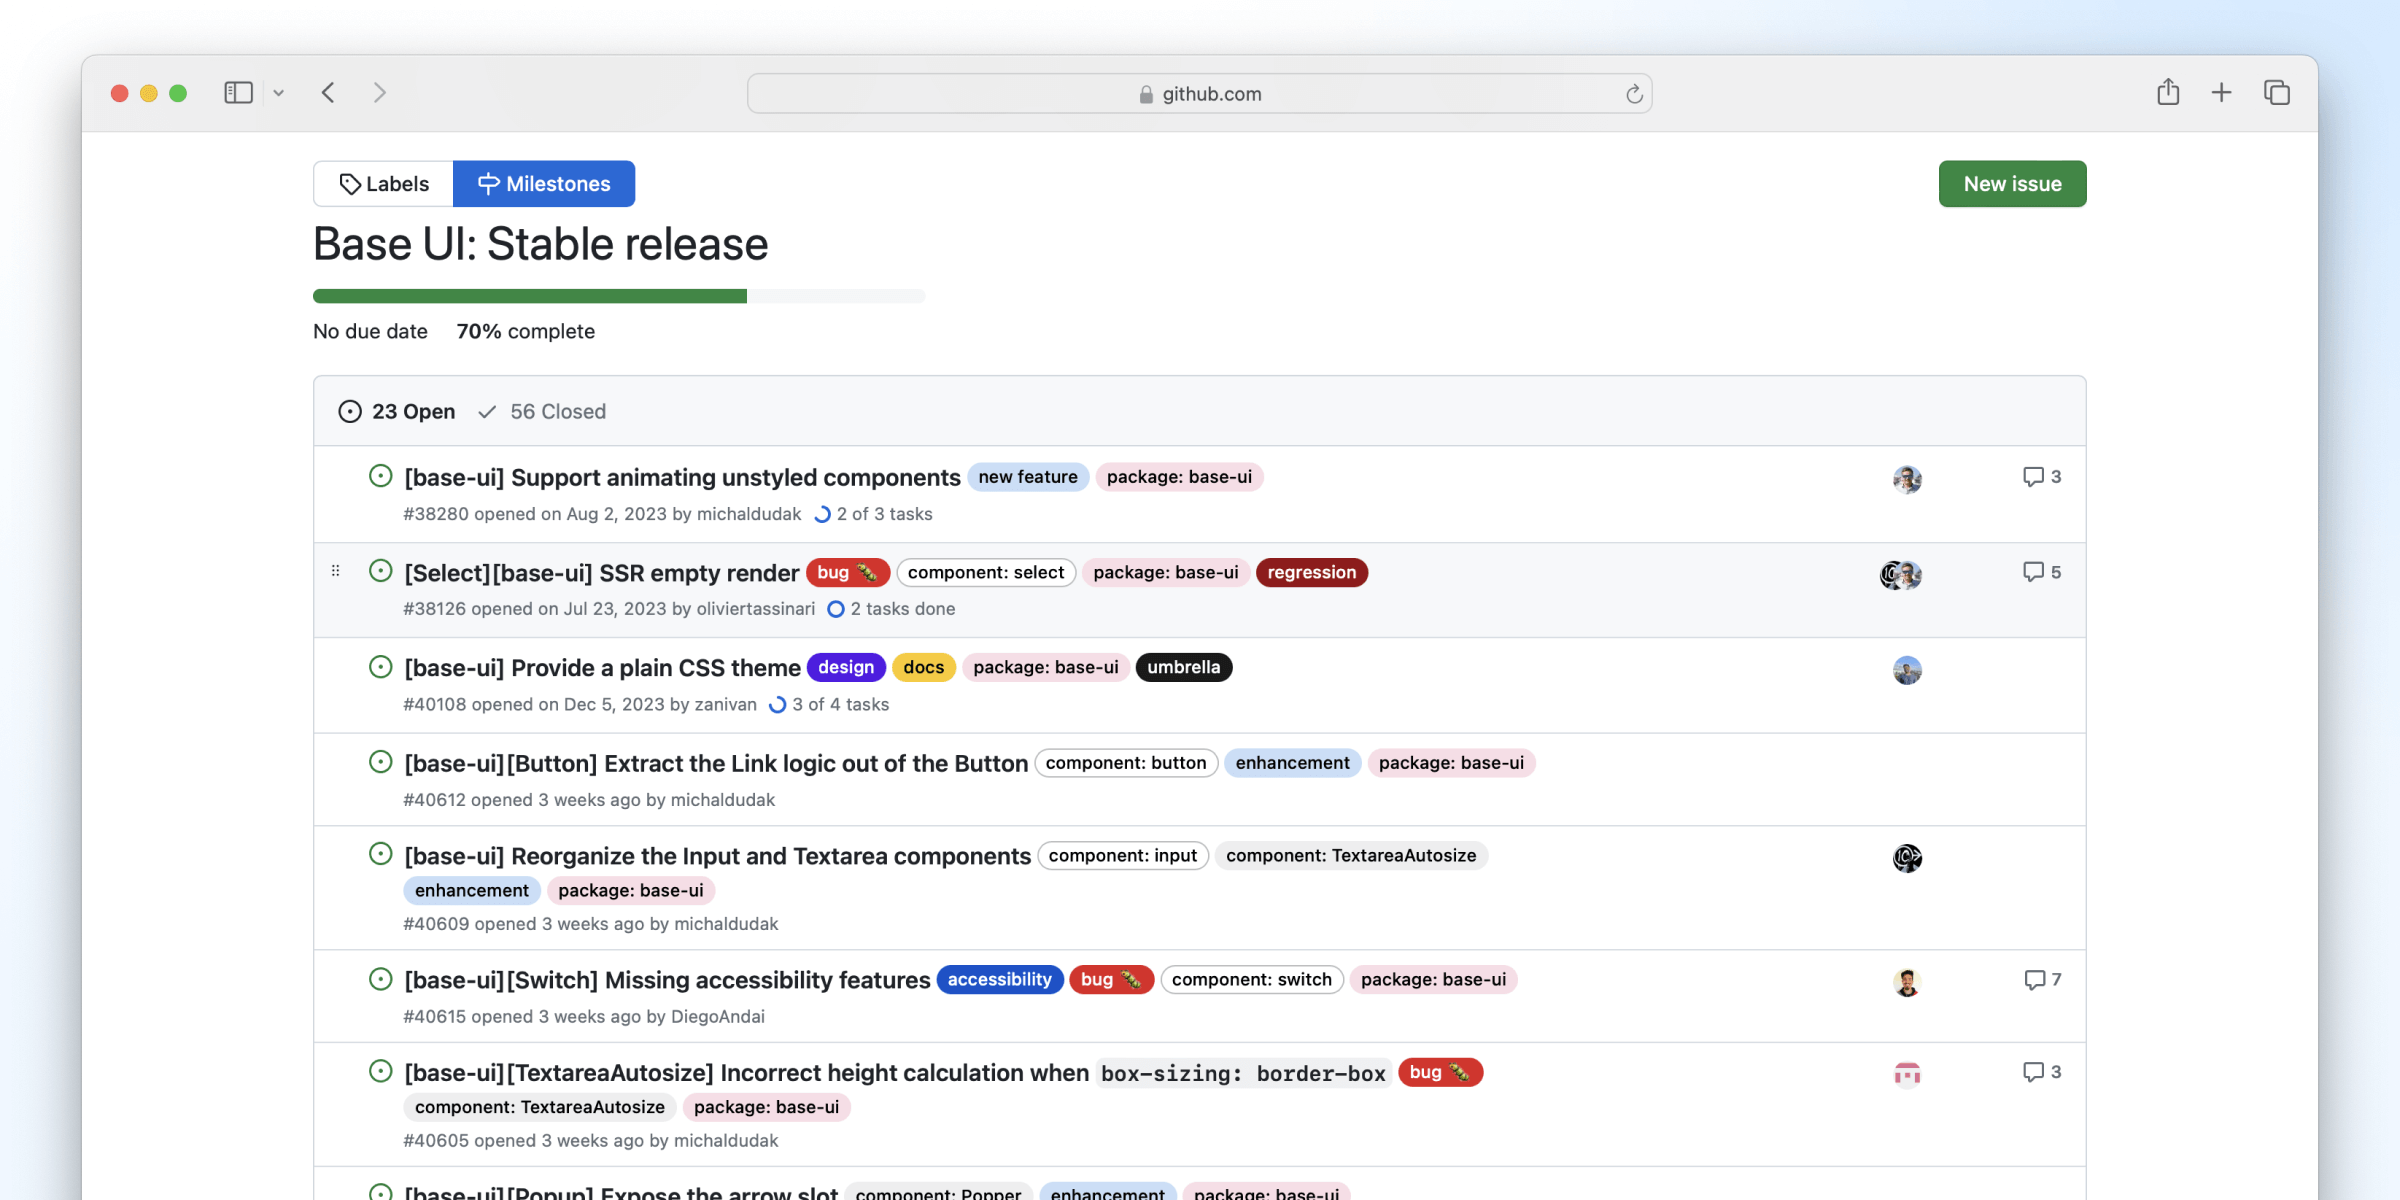 github.com
Labels Milestones New issue
Base UI: Stable release
No due date 70% complete
23 Open 56 Closed
[base-ui] Support animating unstyled components new feature package: base-ui 3
#38280 opened on Aug 2, 2023 by michaldudak 2 of 3 tasks
[Select][base-ui] SSR empty render bug 🐛 component: select package: base-ui regression 5
#38126 opened on Jul 23, 2023 by oliviertassinari 2 tasks done
[base-ui] Provide a plain CSS theme design docs package: base-ui umbrella
#40108 opened on Dec 5, 2023 by zanivan 3 of 4 tasks
[base-ui][Button] Extract the Link logic out of the Button component: button enhancement package: base-ui
#40612 opened 3 weeks ago by michaldudak
[base-ui] Reorganize the Input and Textarea components component: input component: TextareaAutosize
enhancement package: base-ui
#40609 opened 3 weeks ago by michaldudak
[base-ui][Switch] Missing accessibility features accessibility bug 🐛 component: switch package: base-ui 7
#40615 opened 3 weeks ago by DiegoAndai
[base-ui][TextareaAutosize] Incorrect height calculation when box-sizing: border-box bug 🐛 3
component: TextareaAutosize package: base-ui
#40605 opened 3 weeks ago by michaldudak
[base-ui][Popup] Expose the arrow slot component: Popper enhancement package: base-ui